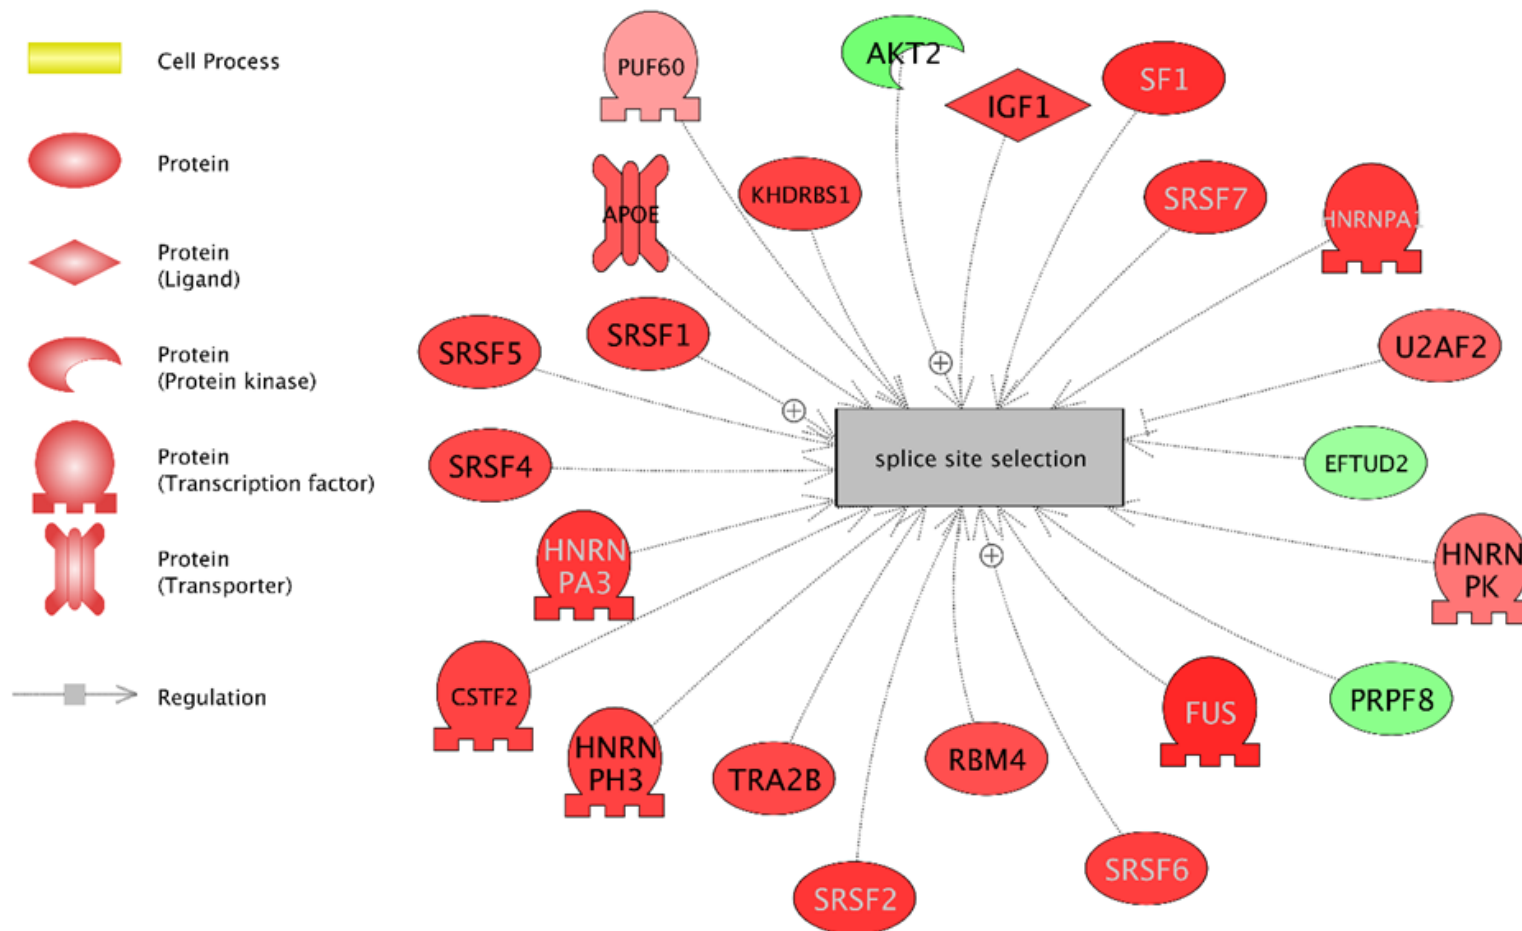 Cell Process
Protein
Protein
(Ligand)
Protein
(Protein kinase)
Protein
(Transcription factor)
Protein
(Transporter)
Regulation
PUF60
AKT2
IGF1
SF1
APOE
KHDRBS1
SRSF7
HNRNPA1
SRSF5
SRSF1
U2AF2
splice site selection
SRSF4
EFTUD2
HNRN
PA3
HNRN
PK
CSTF2
HNRN
PH3
TRA2B
RBM4
FUS
PRPF8
SRSF2
SRSF6